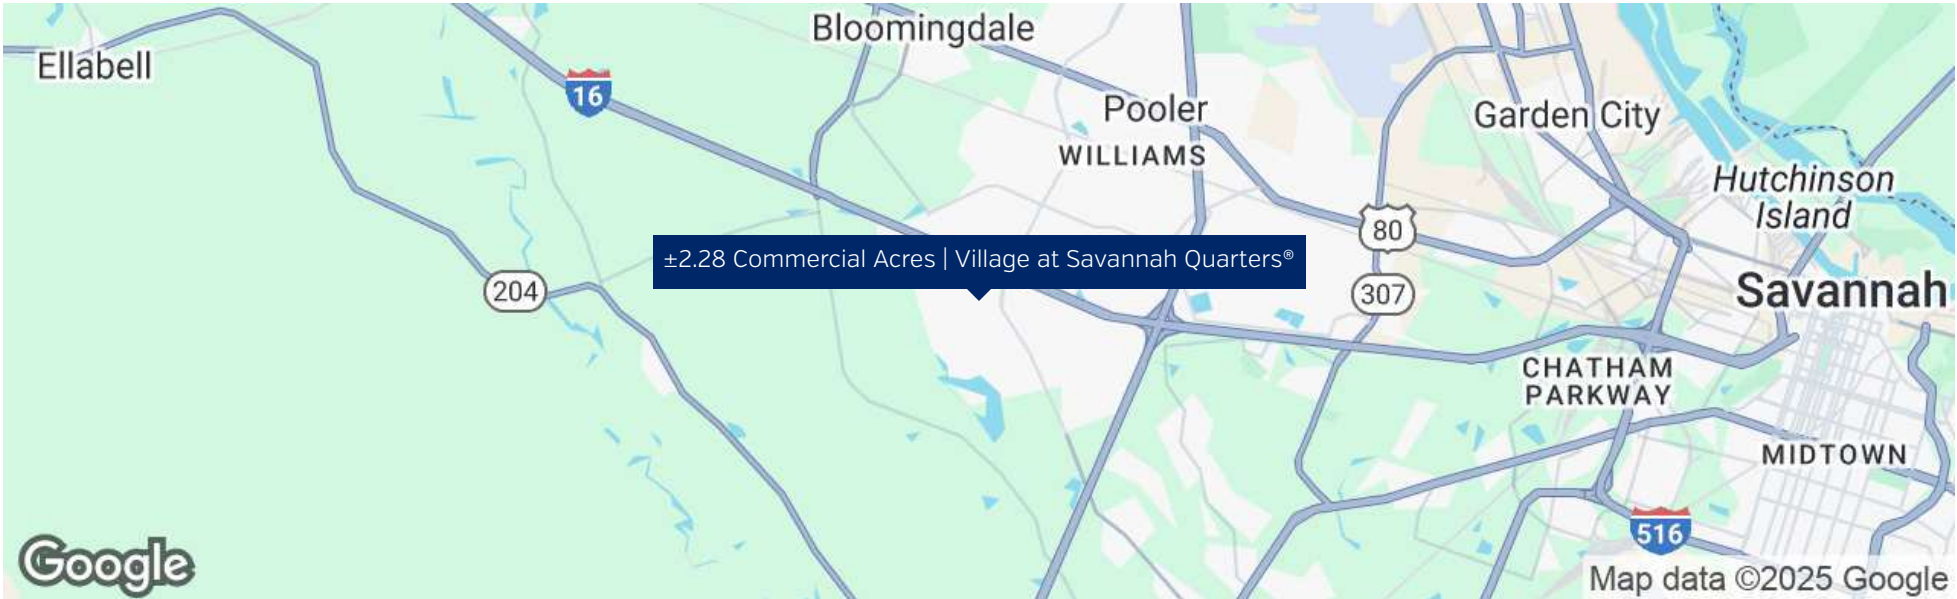 Bloomingdale
Ellabell
16
Pooler
Garden City
WILLIAMS
Hutchinson
Island
80
±2.28 Commercial Acres | Village at Savannah Quarters®
204
307
Savannah
CHATHAM
PARKWAY
MIDTOWN
516
Google
Map data ©2025 Google